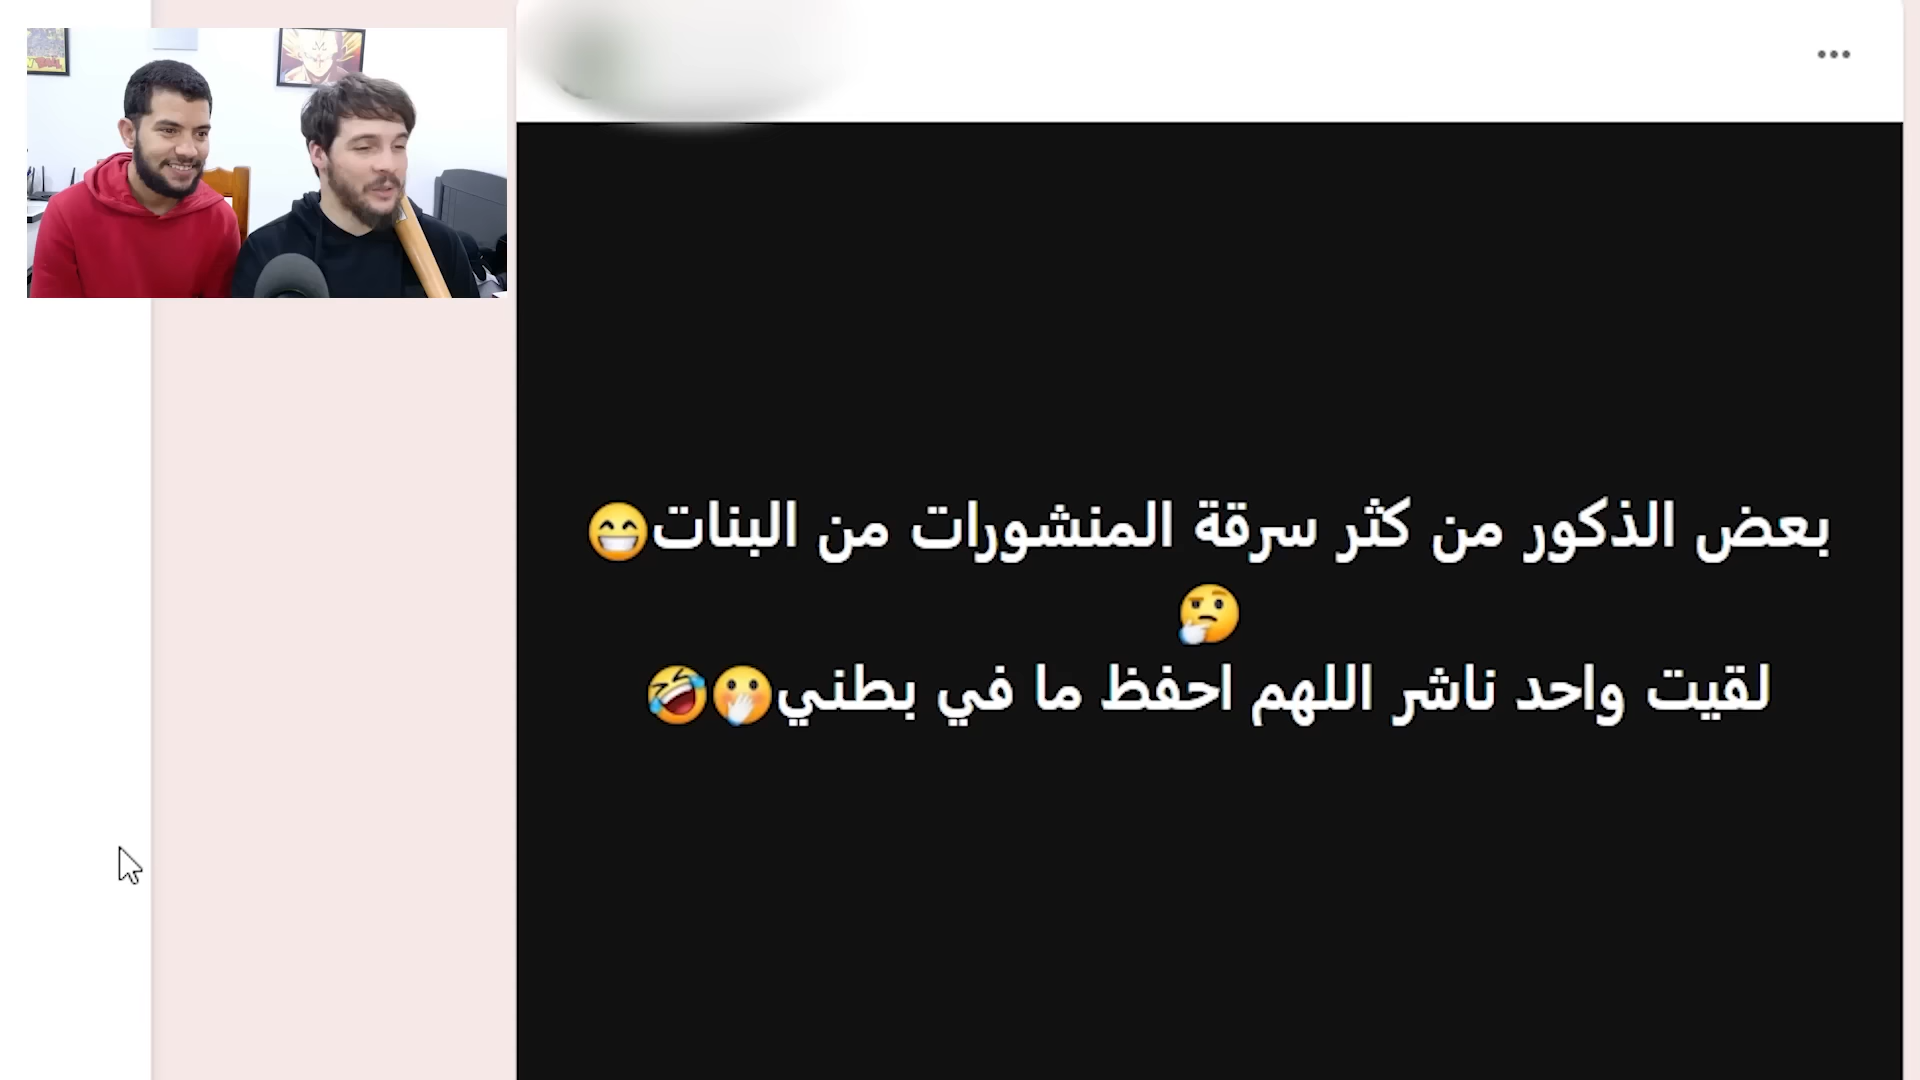 بعض الذكور من كثر سرقة المنشورات من البنات😁
🤔
لقيت واحد ناشر اللهم احفظ ما في بطني🫢🤣